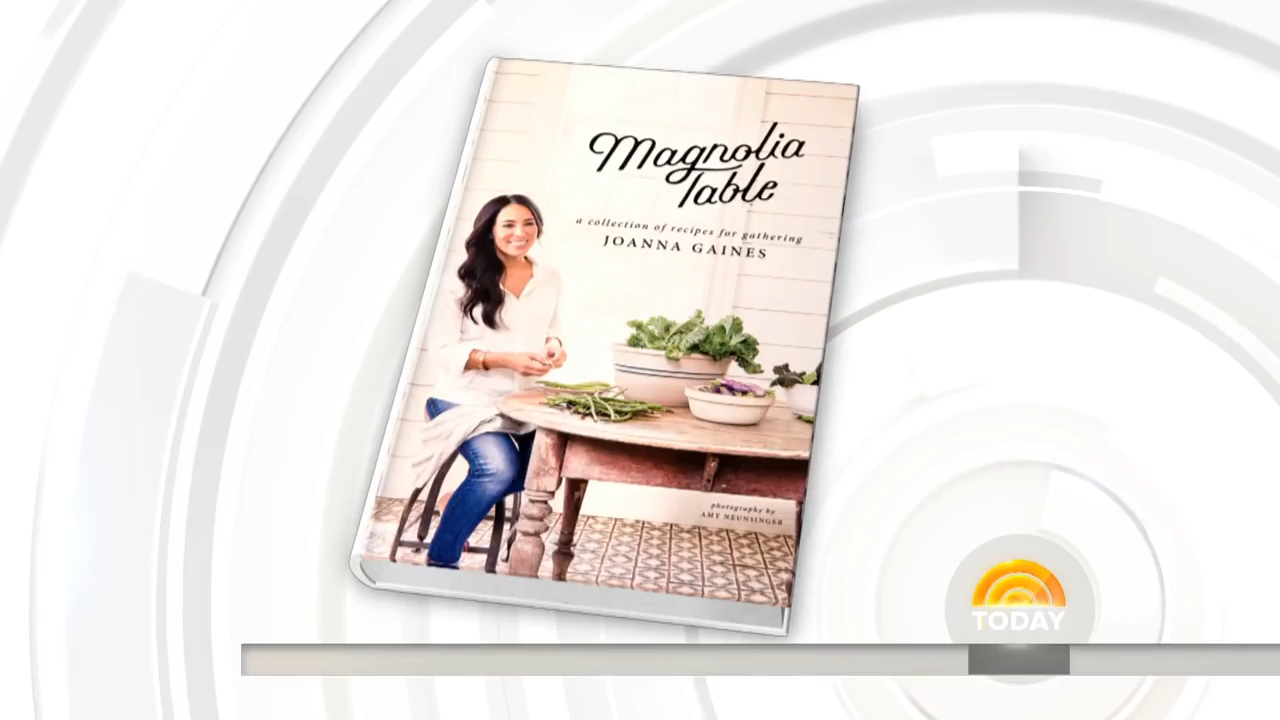 Magnolia
Table
a collection of recipes for gathering
JOANNA GAINES
photography by
AMY NEUNSINGER
TODAY